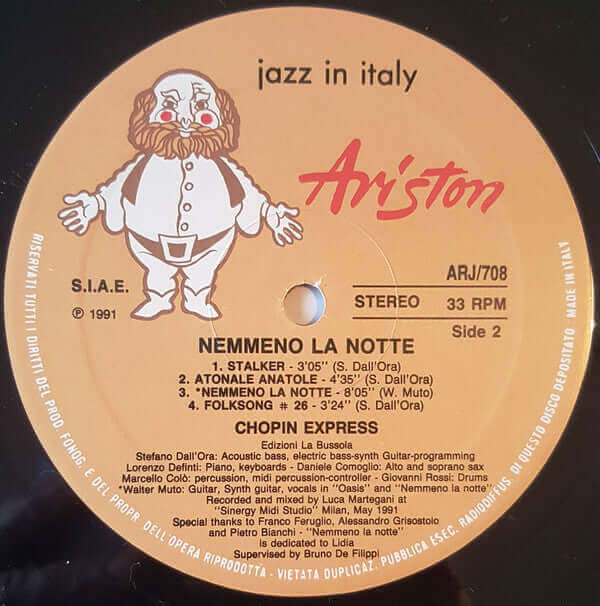 jazz in italy
Ariston
S.I.A.E.
℗ 1991
ARJ/708
STEREO 33 RPM
Side 2
NEMMENO LA NOTTE
1. STALKER - 3'05'' (S. Dall'Ora)
2. ATONALE ANATOLE - 4'35'' (S. Dall'Ora)
3. *NEMMENO LA NOTTE - 8'05'' (W. Muto)
4. FOLKSONG # 26 - 3'24'' (S. Dall'Ora)
CHOPIN EXPRESS
Edizioni La Bussola
Stefano Dall'Ora: Acoustic bass, electric bass-synth Guitar-programming
Lorenzo Definti: Piano, keyboards - Daniele Comoglio: Alto and soprano sax
Marcello Colò: percussion, midi percussion-controller - Giovanni Rossi: Drums
*Walter Muto: Guitar, Synth guitar, vocals in "Oasis" and "Nemmeno la notte"
Recorded and mixed by Luca Martegani at
"Sinergy Midi Studio" Milan, May 1991
Special thanks to Franco Feruglio, Alessandro Grisostolo
and Pietro Bianchi - "Nemmeno la notte"
is dedicated to Lidia
Supervised by Bruno De Filippi
RISERVATI TUTTI I DIRITTI DEL PROD. FONOG. E DEL PROPR. DELL'OPERA RIPRODOTTA - VIETATA DUPLICAZ. PUBBLICA ESEC. RADIODIFFUS. DI QUESTO DISCO DEPOSITATO MADE IN ITALY